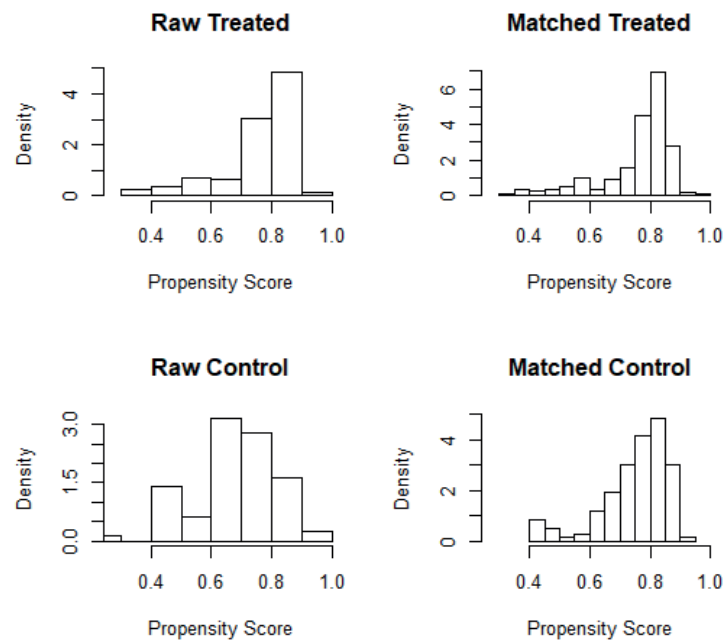 Raw Treated
Density
0 2 4
0.4 0.6 0.8 1.0
Propensity Score
Matched Treated
Density
0 2 4 6
0.4 0.6 0.8 1.0
Propensity Score
Raw Control
Density
0.0 1.5 3.0
0.4 0.6 0.8 1.0
Propensity Score
Matched Control
Density
0 2 4
0.4 0.6 0.8 1.0
Propensity Score